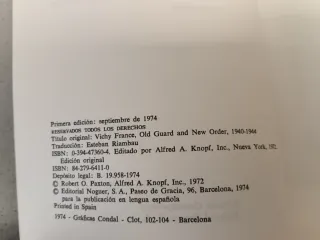 Primera edición: septiembre de 1974
RESERVADOS TODOS LOS DERECHOS
Título original: Vichy France, Old Guard and New Order, 1940-1944
Traducción: Esteban Riambau
ISBN: 0-394-47360-4. Editado por Alfred A. Knopf, Inc., Nueva York, 1972
Edición original
ISBN: 84-279-6411-0
Depósito legal: B. 19.958-1974
© Robert O. Paxton, Alfred A. Knopf, Inc., 1972
© Editorial Noguer, S. A., Paseo de Gracia, 96, Barcelona, 1974
para la publicación en lengua española
Printed in Spain
1974 - Gráficas Condal - Clot, 102-104 - Barcelona